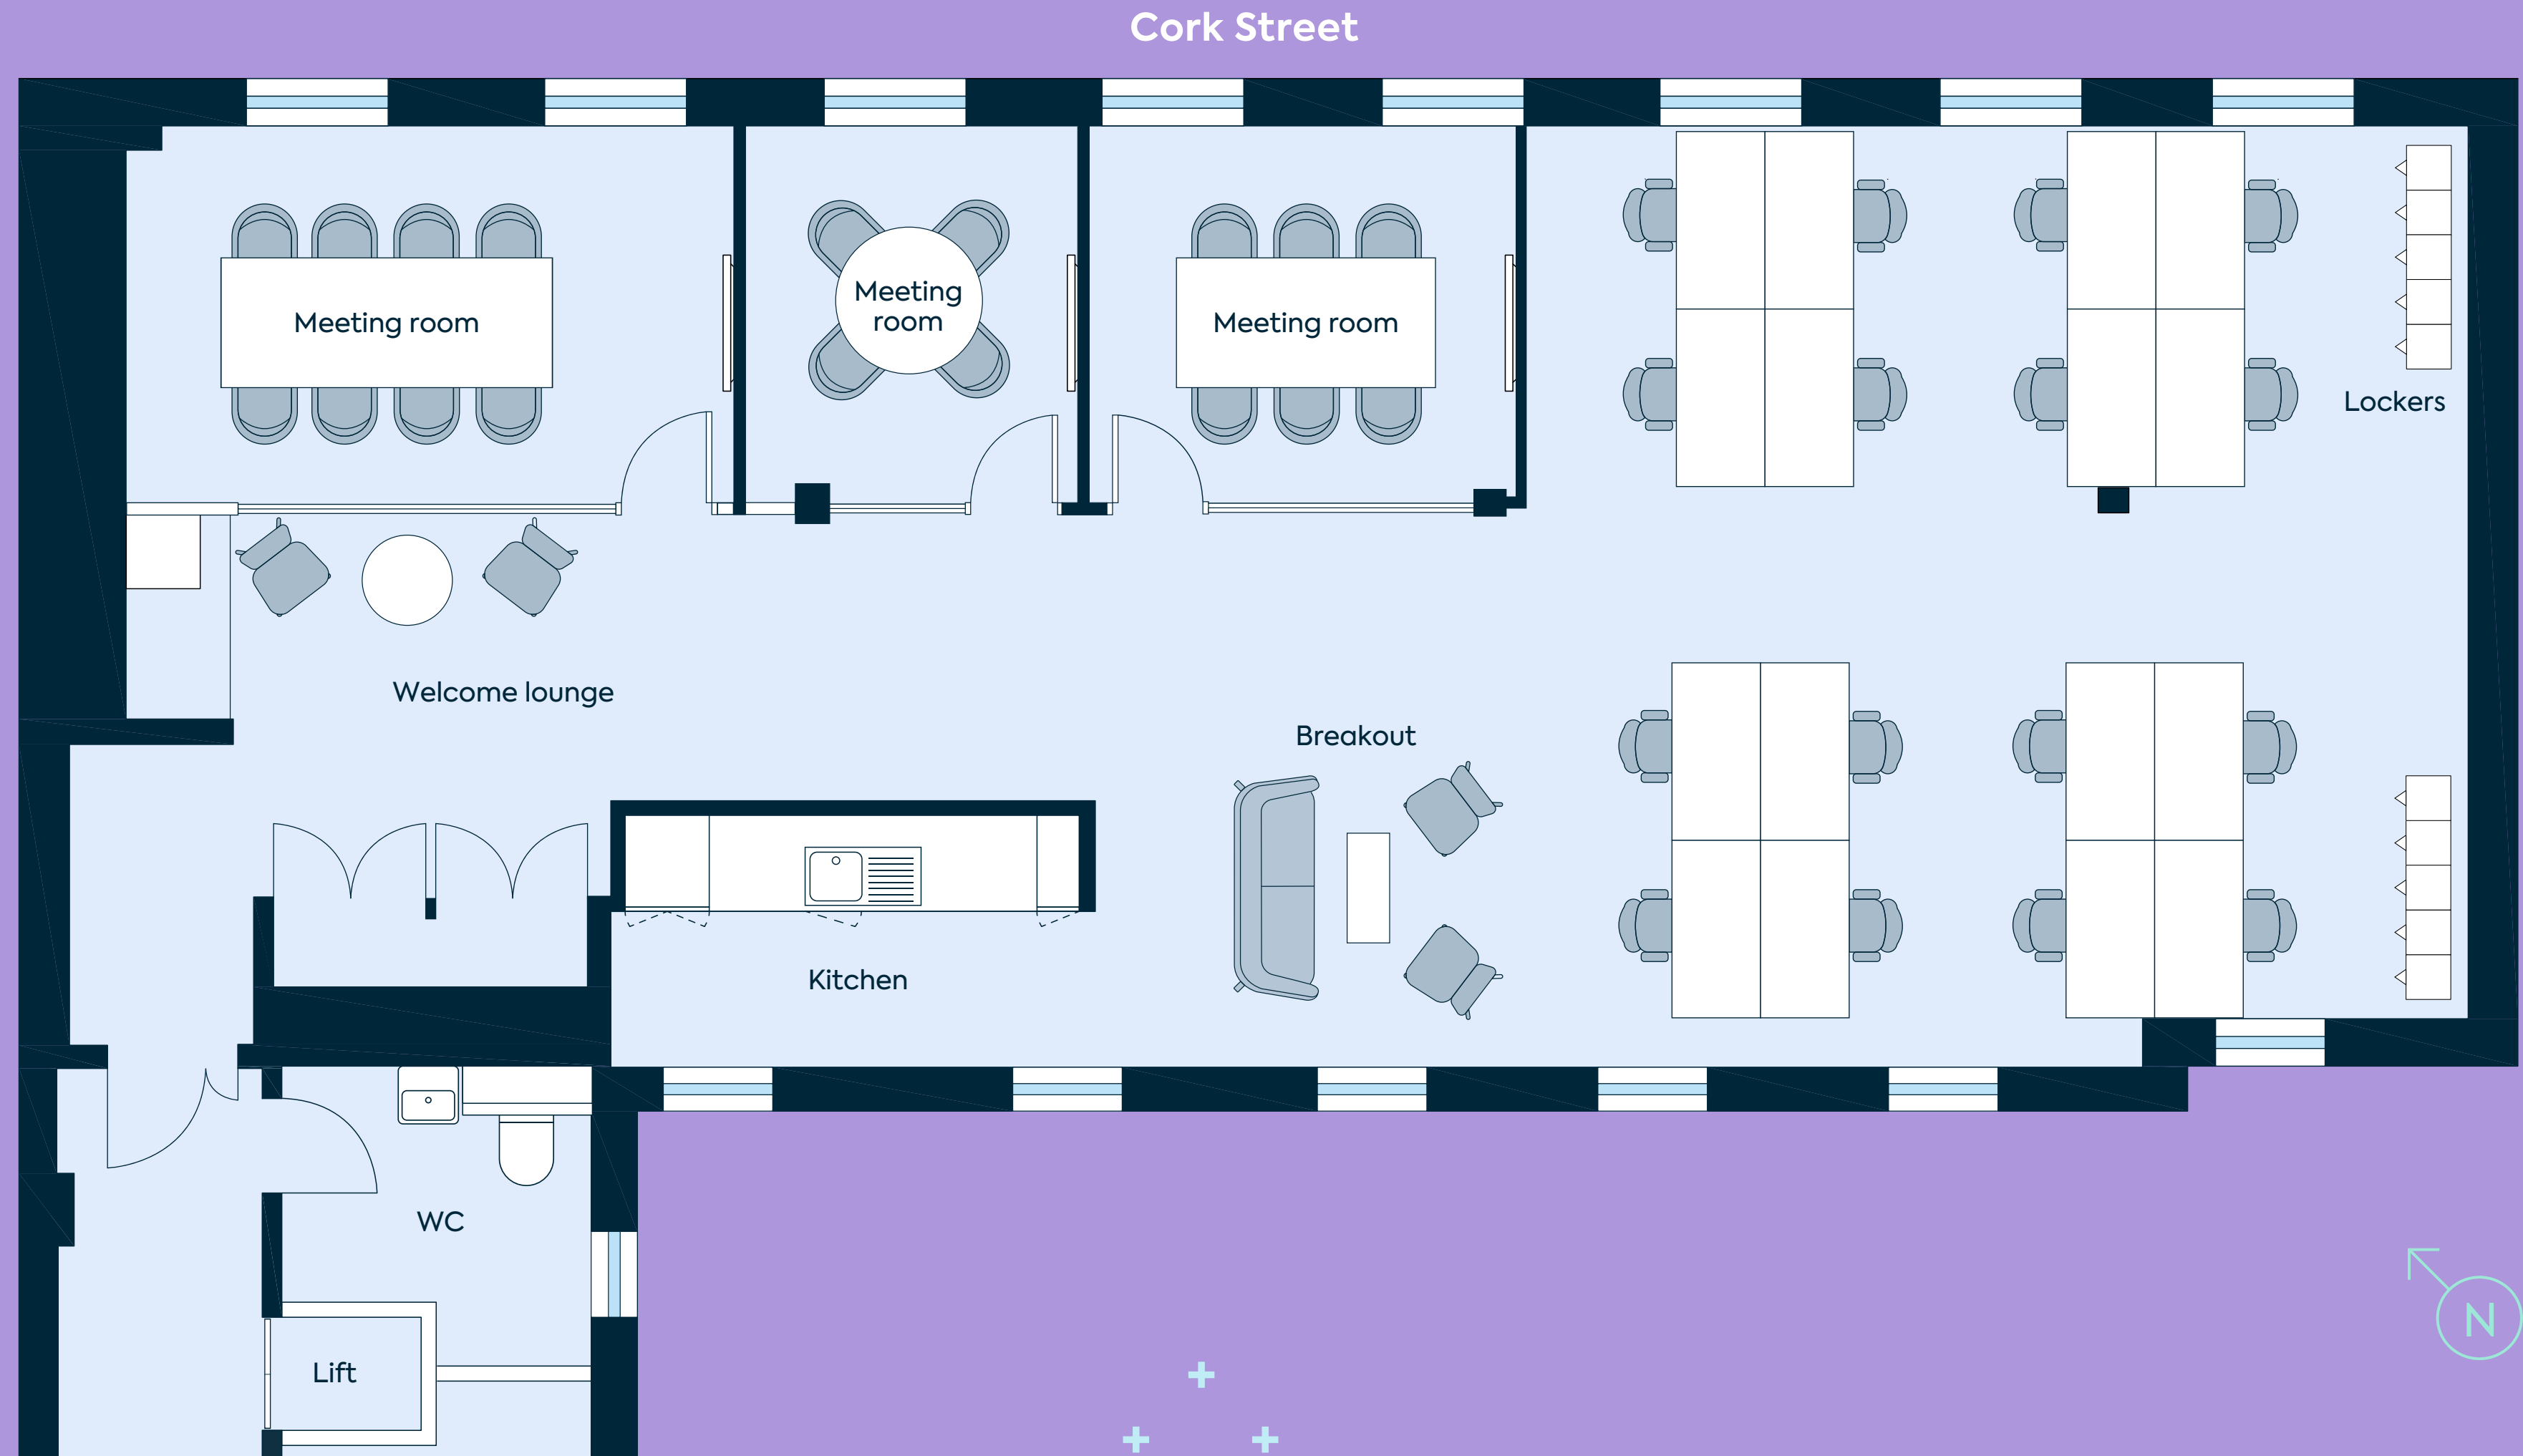 Cork Street
Meeting room
Meeting
room
Meeting room
Lockers
Welcome lounge
Breakout
Kitchen
WC
Lift
N